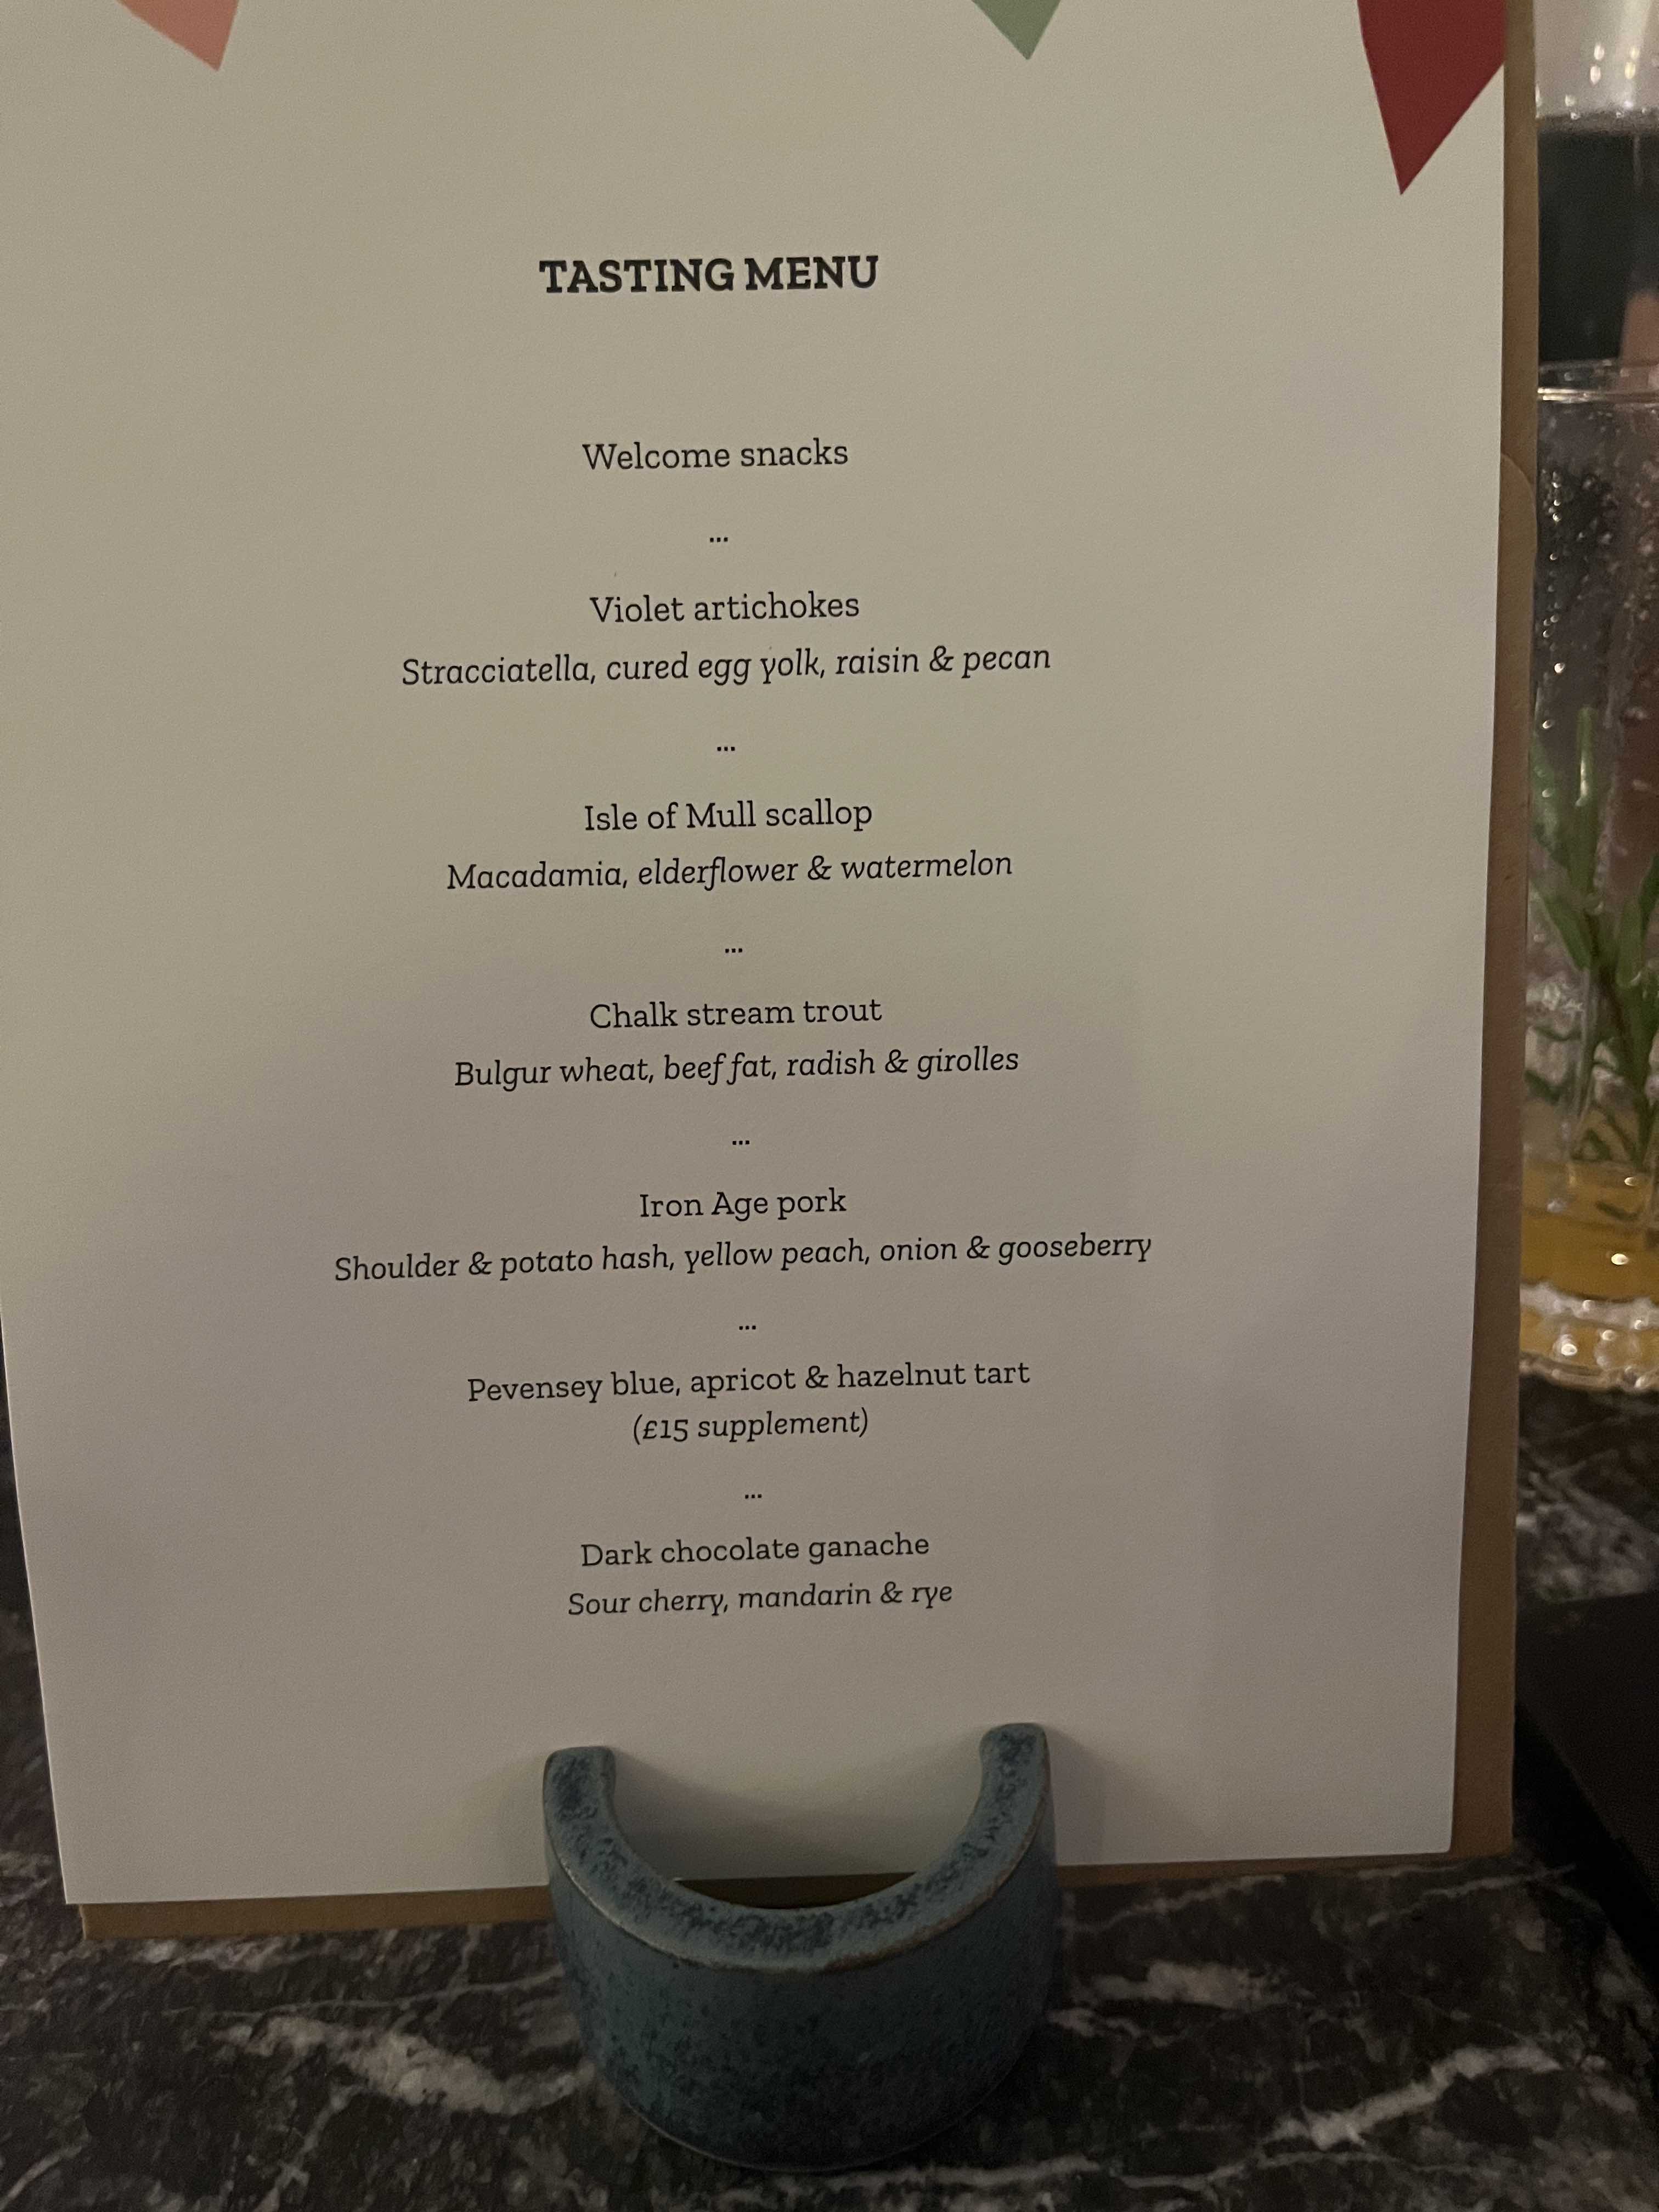 TASTING MENU
Welcome snacks
...
Violet artichokes
Stracciatella, cured egg yolk, raisin & pecan
...
Isle of Mull scallop
Macadamia, elderflower & watermelon
...
Chalk stream trout
Bulgur wheat, beef fat, radish & girolles
...
Iron Age pork
Shoulder & potato hash, yellow peach, onion & gooseberry
...
Pevensey blue, apricot & hazelnut tart
(£15 supplement)
...
Dark chocolate ganache
Sour cherry, mandarin & rye